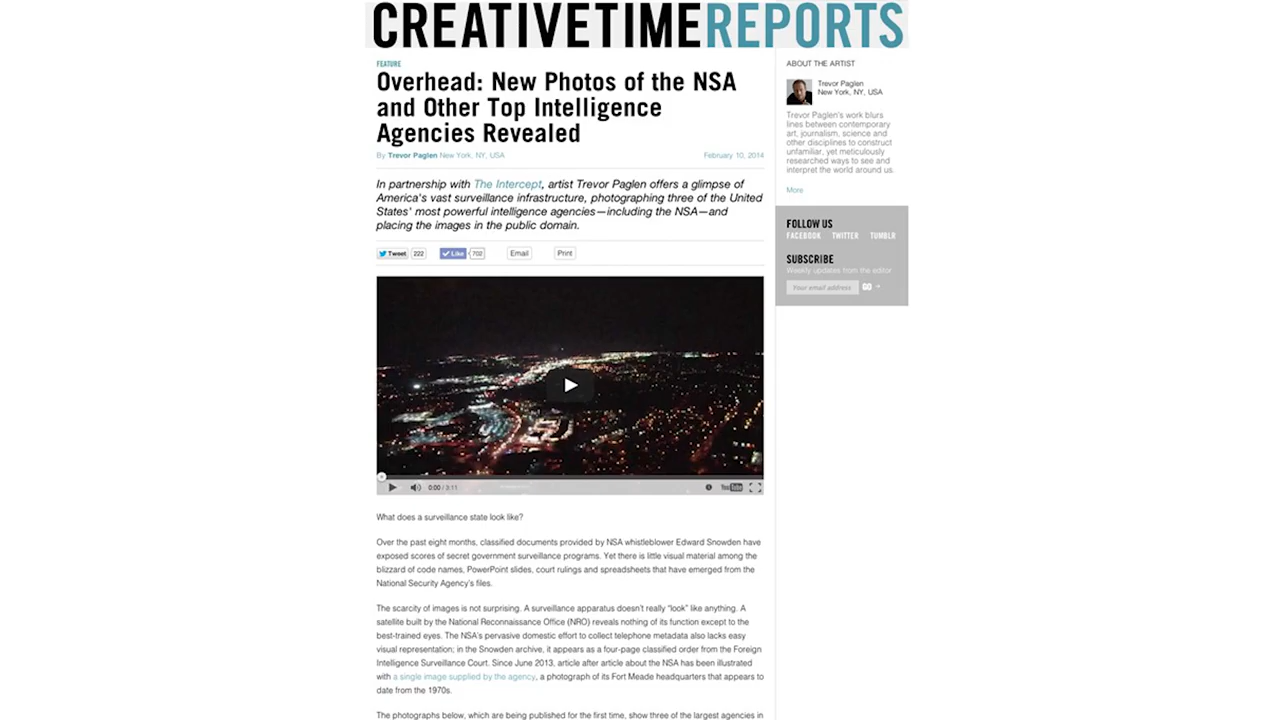 CREATIVETIMEREPORTS
FEATURE
Overhead: New Photos of the NSA
and Other Top Intelligence
Agencies Revealed
By Trevor Paglen New York, NY, USA
February 10, 2014
In partnership with The Intercept, artist Trevor Paglen offers a glimpse of
America's vast surveillance infrastructure, photographing three of the United
States' most powerful intelligence agencies—including the NSA—and
placing the images in the public domain.
Tweet 222 Like 702 Email Print
0:00 / 3:11
YouTube
What does a surveillance state look like?
Over the past eight months, classified documents provided by NSA whistleblower Edward Snowden have
exposed scores of secret government surveillance programs. Yet there is little visual material among the
blizzard of code names, PowerPoint slides, court rulings and spreadsheets that have emerged from the
National Security Agency's files.
The scarcity of images is not surprising. A surveillance apparatus doesn't really “look” like anything. A
satellite built by the National Reconnaissance Office (NRO) reveals nothing of its function except to the
best-trained eyes. The NSA's pervasive domestic effort to collect telephone metadata also lacks easy
visual representation; in the Snowden archive, it appears as a four-page classified order from the Foreign
Intelligence Surveillance Court. Since June 2013, article after article about the NSA has been illustrated
with a single image supplied by the agency, a photograph of its Fort Meade headquarters that appears to
date from the 1970s.
The photographs below, which are being published for the first time, show three of the largest agencies in
ABOUT THE ARTIST
Trevor Paglen
New York, NY, USA
Trevor Paglen's work blurs
lines between contemporary
art, journalism, science and
other disciplines to construct
unfamiliar, yet meticulously
researched ways to see and
interpret the world around us.
More
FOLLOW US
FACEBOOK TWITTER TUMBLR
SUBSCRIBE
Weekly updates from the editor
Your email address GO